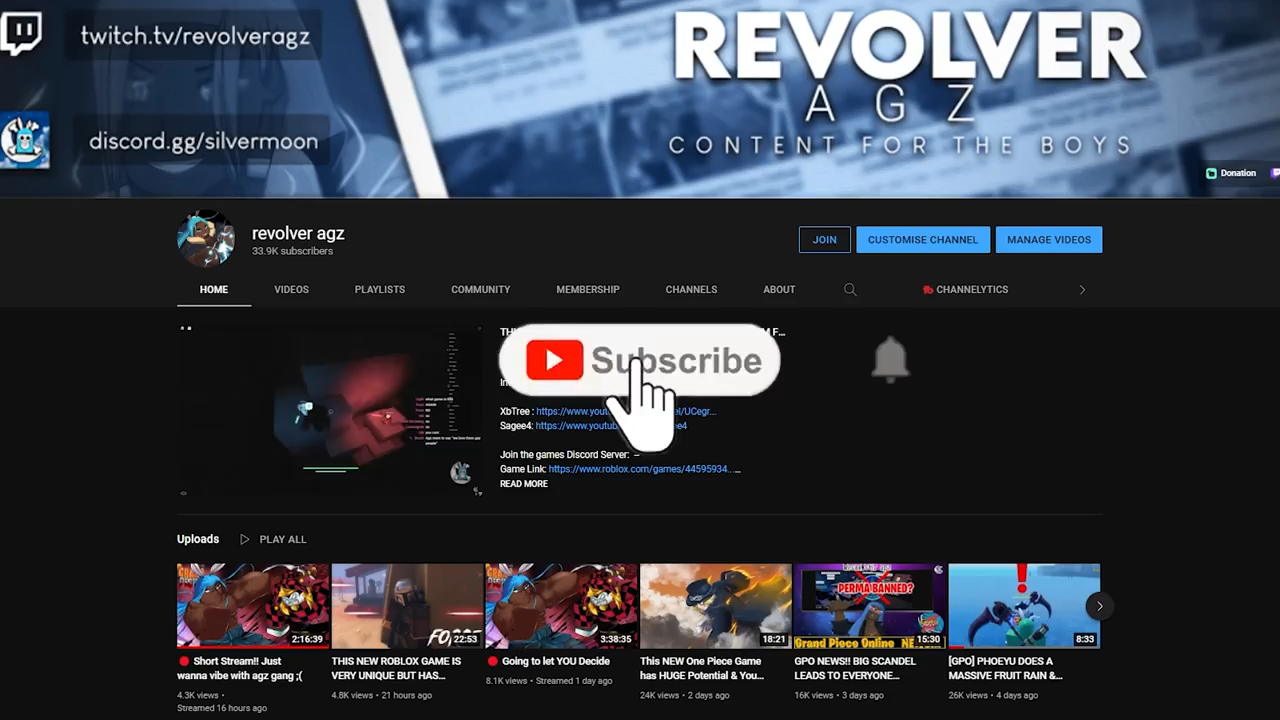 twitch.tv/revolveragz
REVOLVER
AGZ
discord.gg/silvermoon
CONTENT FOR THE BOYS
Donation
revolver agz
33.9K subscribers
JOIN
CUSTOMISE CHANNEL
MANAGE VIDEOS
HOME
VIDEOS
PLAYLISTS
COMMUNITY
MEMBERSHIP
CHANNELS
ABOUT
CHANNELYTICS
Subscribe
XbTree : https://www.yout
Sagee4: https://www.youtub
Join the games Discord Server: –
Game Link: https://www.roblox.com/games/44595934...
READ MORE
Uploads
PLAY ALL
2:16:39
FO
22:53
3:38:35
18:21
PERMA BANNED?
Grand Piece Online
15:30
8:33
Short Stream!! Just
wanna vibe with agz gang ;(
4.3K views •
Streamed 16 hours ago
THIS NEW ROBLOX GAME IS
VERY UNIQUE BUT HAS...
4.8K views • 21 hours ago
Going to let YOU Decide
8.1K views • Streamed 1 day ago
This NEW One Piece Game
has HUGE Potential & You...
24K views • 2 days ago
GPO NEWS!! BIG SCANDAL
LEADS TO EVERYONE...
16K views • 3 days ago
[GPO] PHOEYU DOES A
MASSIVE FRUIT RAIN &...
26K views • 4 days ago